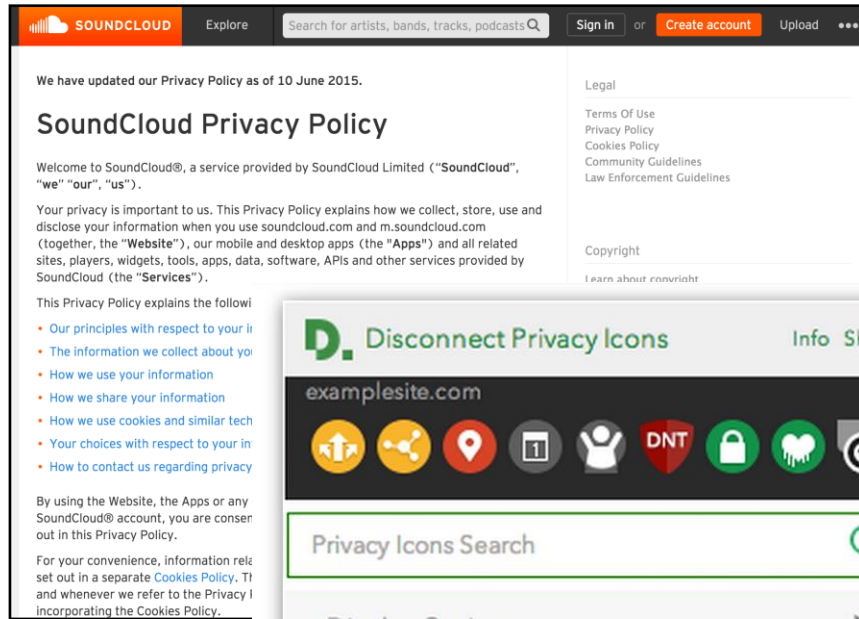 SOUNDCLOUD Explore Search for artists, bands, tracks, podcasts Sign in or Create account Upload
We have updated our Privacy Policy as of 10 June 2015.
SoundCloud Privacy Policy
Welcome to SoundCloud®, a service provided by SoundCloud Limited (“SoundCloud”,
“we” “our”, “us”).
Your privacy is important to us. This Privacy Policy explains how we collect, store, use and
disclose your information when you use soundcloud.com and m.soundcloud.com
(together, the “Website”), our mobile and desktop apps (the "Apps") and all related
sites, players, widgets, tools, apps, data, software, APIs and other services provided by
SoundCloud (the “Services”).
This Privacy Policy explains the followi
• Our principles with respect to your i
• The information we collect about you
• How we use your information
• How we share your information
• How we use cookies and similar tech
• Your choices with respect to your in
• How to contact us regarding privacy
By using the Website, the Apps or any
SoundCloud® account, you are consen
out in this Privacy Policy.
For your convenience, information rela
set out in a separate Cookies Policy. Th
and whenever we refer to the Privacy
incorporating the Cookies Policy.
Legal
Terms Of Use
Privacy Policy
Cookies Policy
Community Guidelines
Law Enforcement Guidelines
Copyright
Learn about copyright
D. Disconnect Privacy Icons Info
examplesite.com
1 DNT
Privacy Icons Search